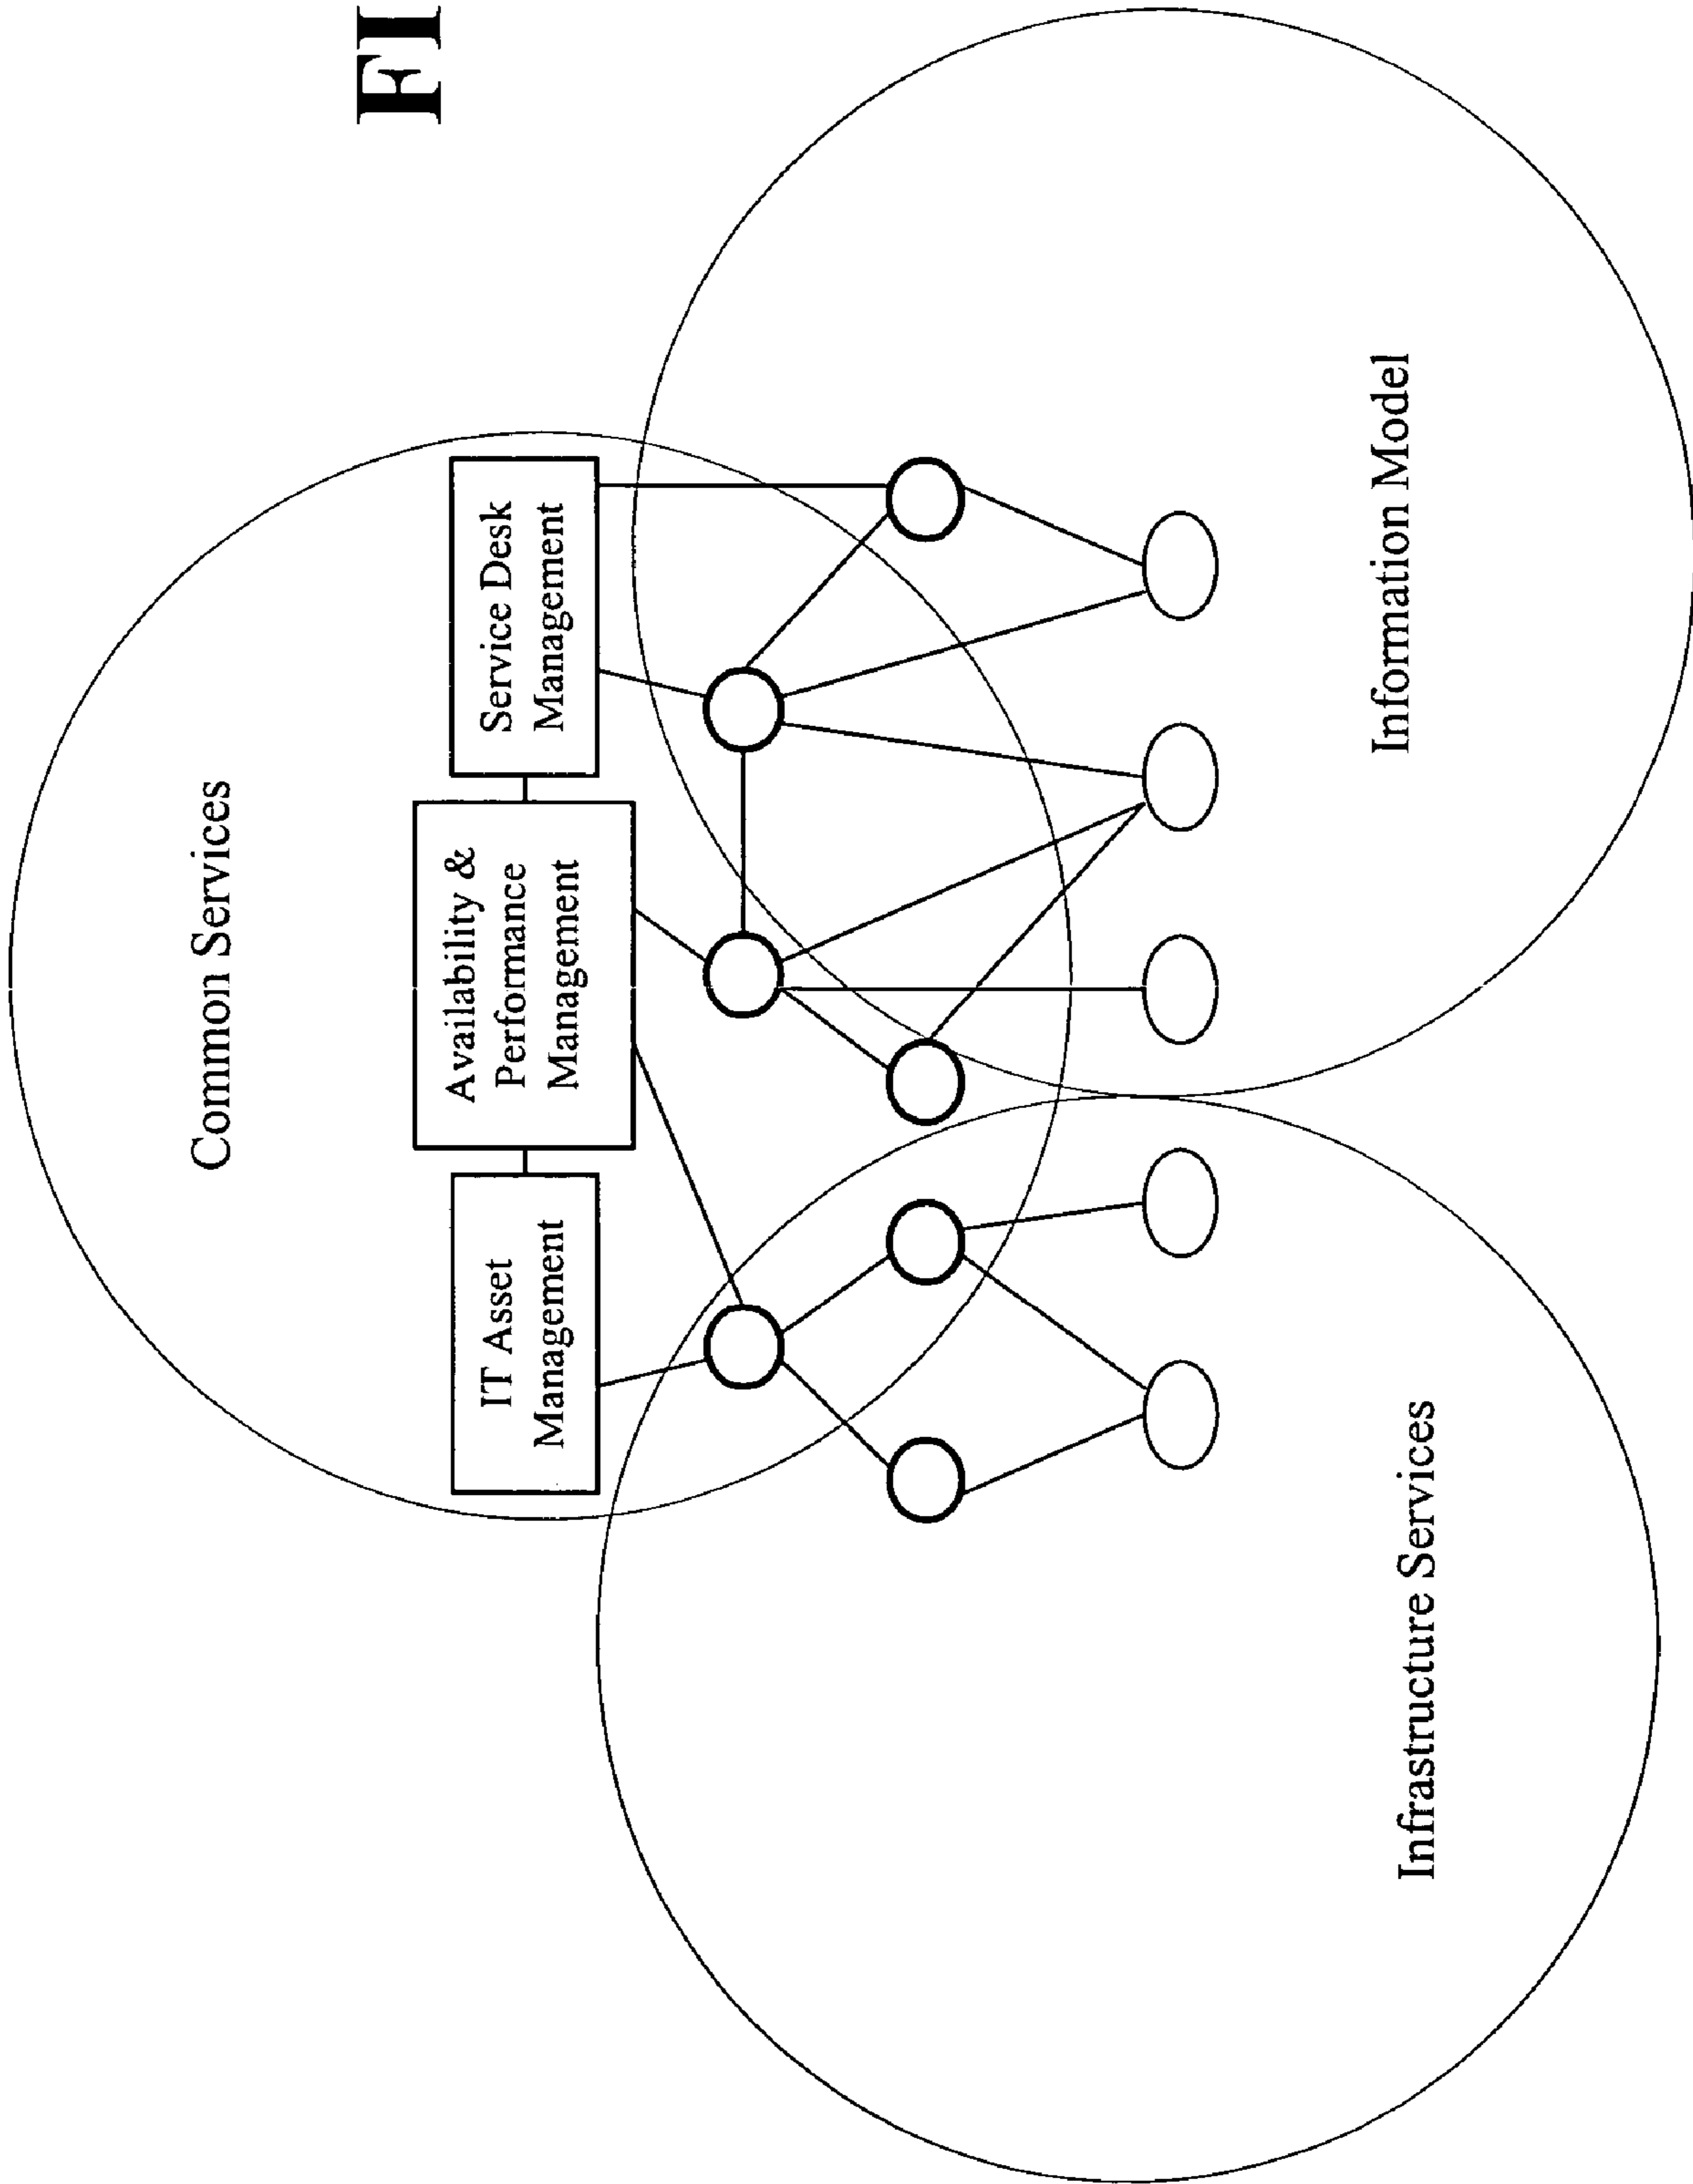 FI
Common Services
IT Asset
Management
Availability &
Performance
Management
Service Desk
Management
Infrastructure Services
Information Model